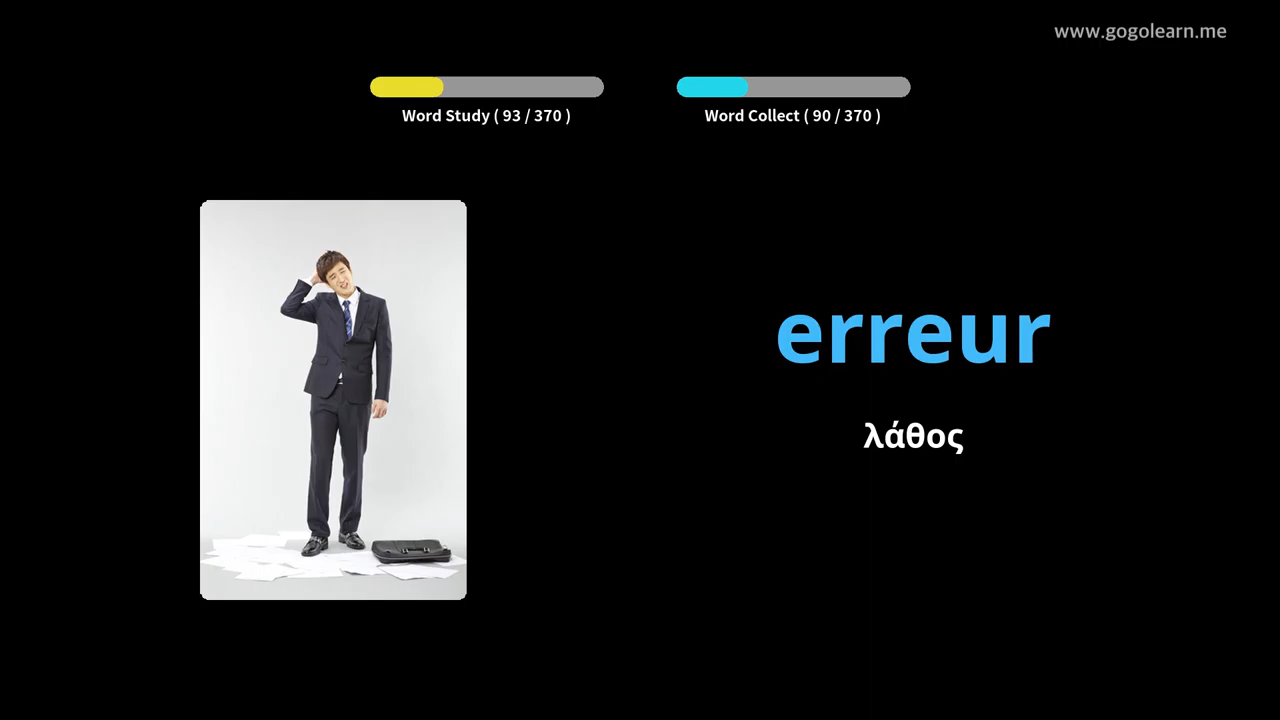 www.gogolearn.me
Word Study ( 93 / 370 )
Word Collect ( 90 / 370 )
erreur
λάθος